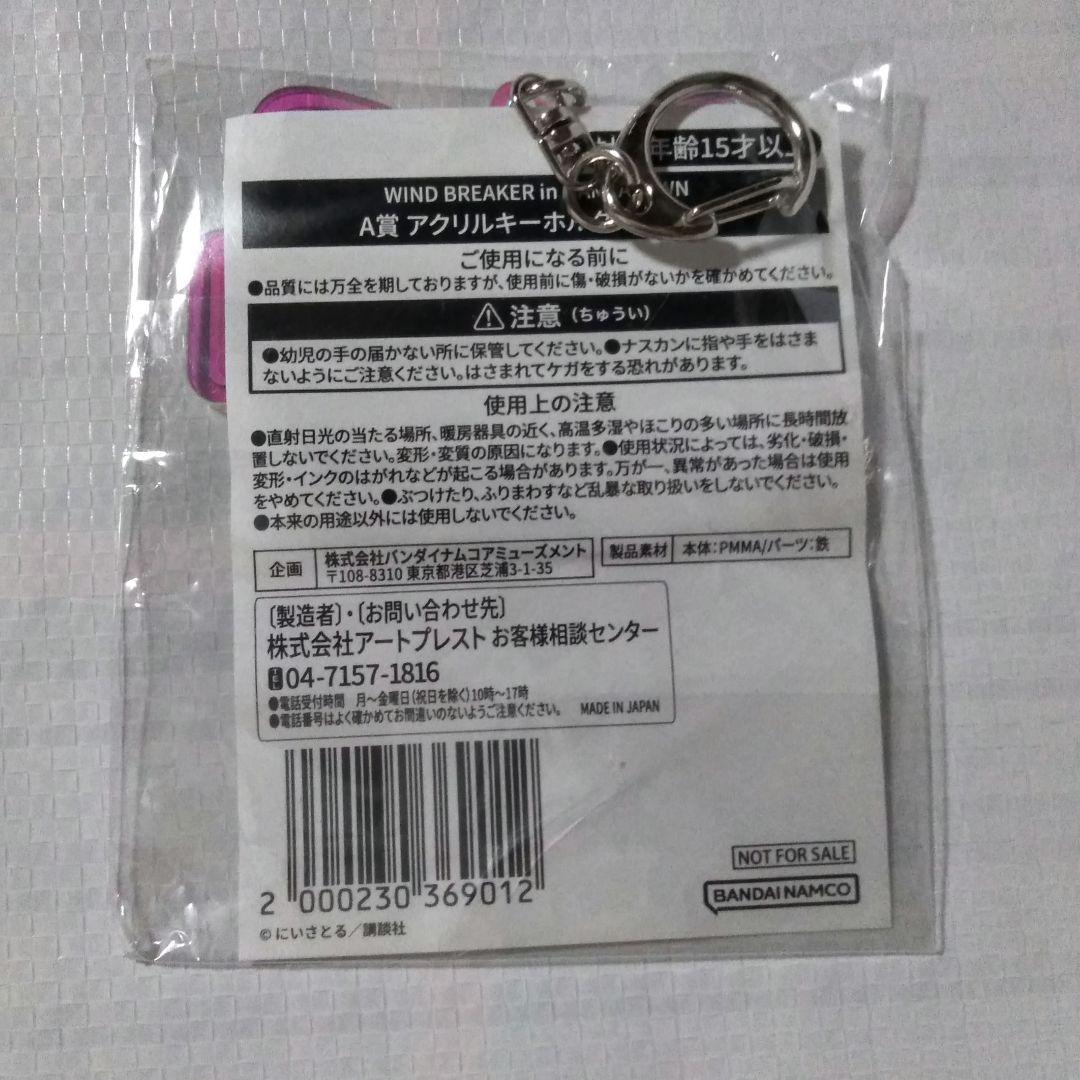 年齢15才以上
WIND BREAKER in
A賞 アクリルキーホル
ご使用になる前に
●品質には万全を期しておりますが、使用前に傷・破損がないかを確かめてください。
注意 (ちゅうい)
●幼児の手の届かない所に保管してください。●ナスカンに指や手をはさま
ないようにご注意ください。はさまれてケガをする恐れがあります。
使用上の注意
●直射日光の当たる場所、暖房器具の近く、高温多湿やほこりの多い場所に長時間放
置しないでください。変形・変質の原因になります。●使用状況によっては、劣化・破損・
変形・インクのはがれなどが起こる場合があります。万が一、異常があった場合は使用
をやめてください。●ぶつけたり、ふりまわすなど乱暴な取り扱いをしないでください。
●本来の用途以外には使用しないでください。
企画 株式会社バンダイナムコアミューズメント
〒108-8310 東京都港区芝浦3-1-35
製品素材 本体:PMMA/パーツ:鉄
〔製造者〕・〔お問い合わせ先〕
株式会社アートプレスト お客様相談センター
TEL 04-7157-1816
●電話受付時間 月〜金曜日(祝日を除く)10時〜17時
●電話番号はよく確かめてお間違いのないようご注意ください。 MADE IN JAPAN
2 000230 369012
NOT FOR SALE
BANDAI NAMCO
©にいさとる/講談社